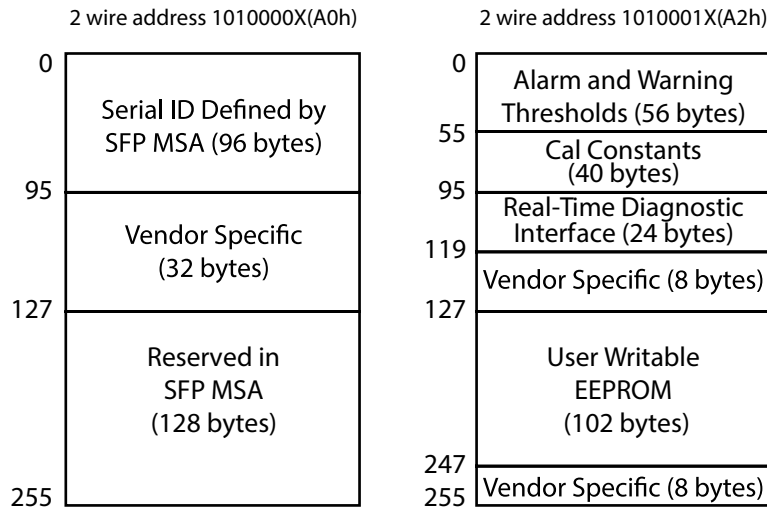 2 wire address 1010000X(A0h)
0
Serial ID Defined by
SFP MSA (96 bytes)
95
Vendor Specific
(32 bytes)
127
Reserved in
SFP MSA
(128 bytes)
255
2 wire address 1010001X(A2h)
0
Alarm and Warning
Thresholds (56 bytes)
55
Cal Constants
(40 bytes)
95
Real-Time Diagnostic
Interface (24 bytes)
119
Vendor Specific (8 bytes)
127
User Writable
EEPROM
(102 bytes)
247
Vendor Specific (8 bytes)
255